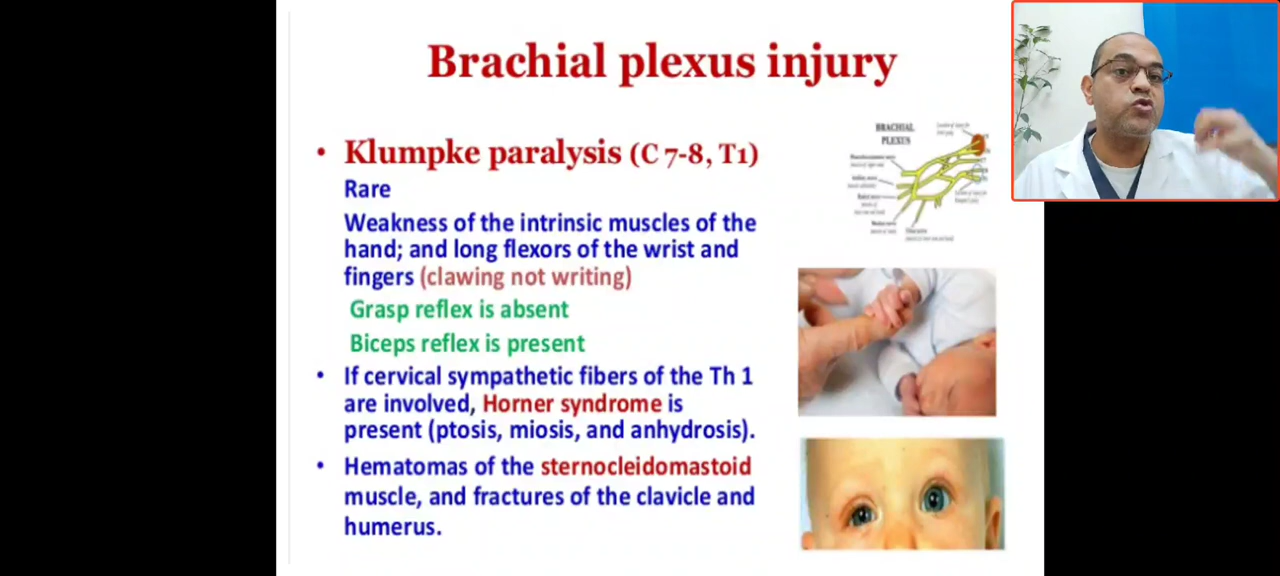 Brachial plexus injury
• Klumpke paralysis (C 7-8, T1)
Rare
Weakness of the intrinsic muscles of the
hand; and long flexors of the wrist and
fingers (clawing not writing)
Grasp reflex is absent
Biceps reflex is present
• If cervical sympathetic fibers of the Th 1
are involved, Horner syndrome is
present (ptosis, miosis, and anhydrosis).
• Hematomas of the sternocleidomastoid
muscle, and fractures of the clavicle and
humerus.
BRACHIAL
PLEXUS